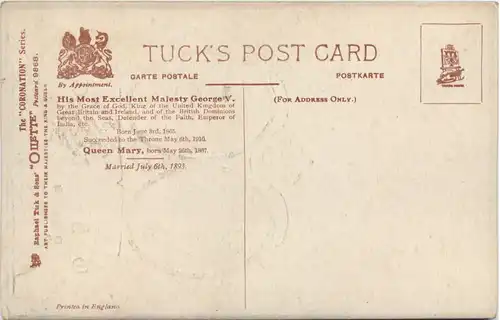 The "CORONATION" Series.
Raphael Tuck & Sons' "OILETTE" Postcard 9868.
ART PUBLISHERS TO THEIR MAJESTIES THE KING &
By Appointment.
TUCK'S POST CARD
CARTE POSTALE
POSTKARTE
His Most Excellent Majesty George V.
by the Grace of God, King of the United Kingdom of
Great Britain and Ireland, and of the British Dominions
beyond the Seas, Defender of the Faith, Emperor of
India, etc.
Born June 3rd, 1865.
Succeeded to the Throne May 6th, 1910.
Queen Mary, born May 26th, 1867.
Married July 6th, 1893.
(FOR ADDRESS ONLY.)
Printed in England